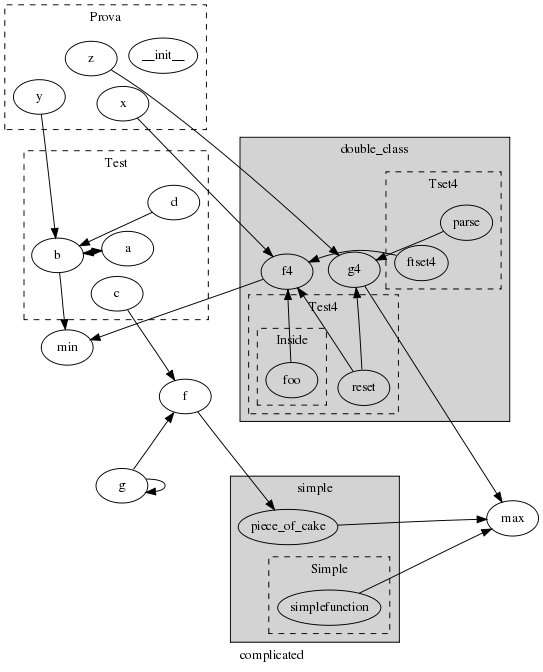 Prova
z
__init__
y
x
double_class
Test
Tset4
d
parse
b
a
ftset4
f4
g4
c
Test4
min
Inside
foo
reset
f
g
simple
piece_of_cake
max
Simple
simplefunction
complicated